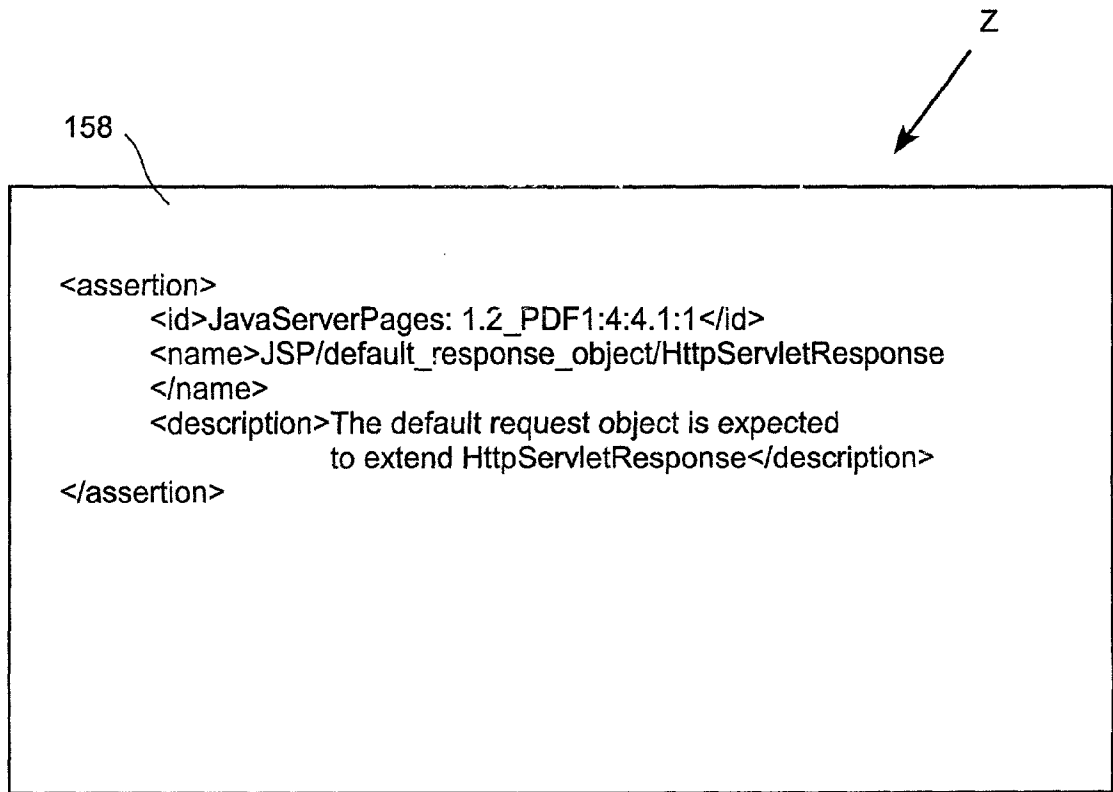 Z
158
<assertion>
<id>JavaServerPages: 1.2_PDF1:4:4.1:1</id>
<name>JSP/default_response_object/HttpServletResponse
</name>
<description>The default request object is expected
to extend HttpServletResponse</description>
</assertion>